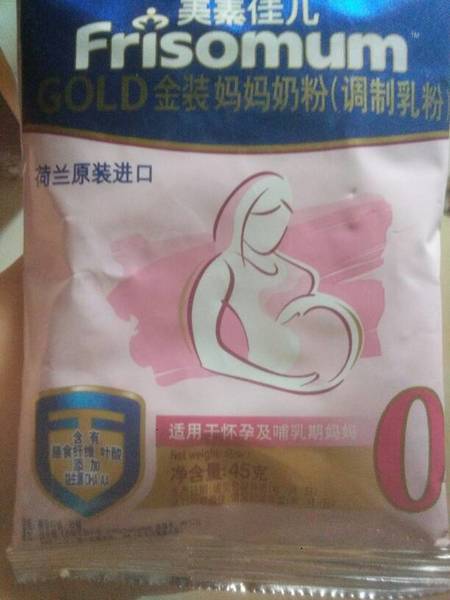 美素佳儿
Frisomum
GOLD 金装妈妈奶粉(调制乳粉
荷兰原装进口
适用于怀孕及哺乳期妈妈
0
含有
膳食纤维 叶酸
添加
Net weight:
净含量:45克